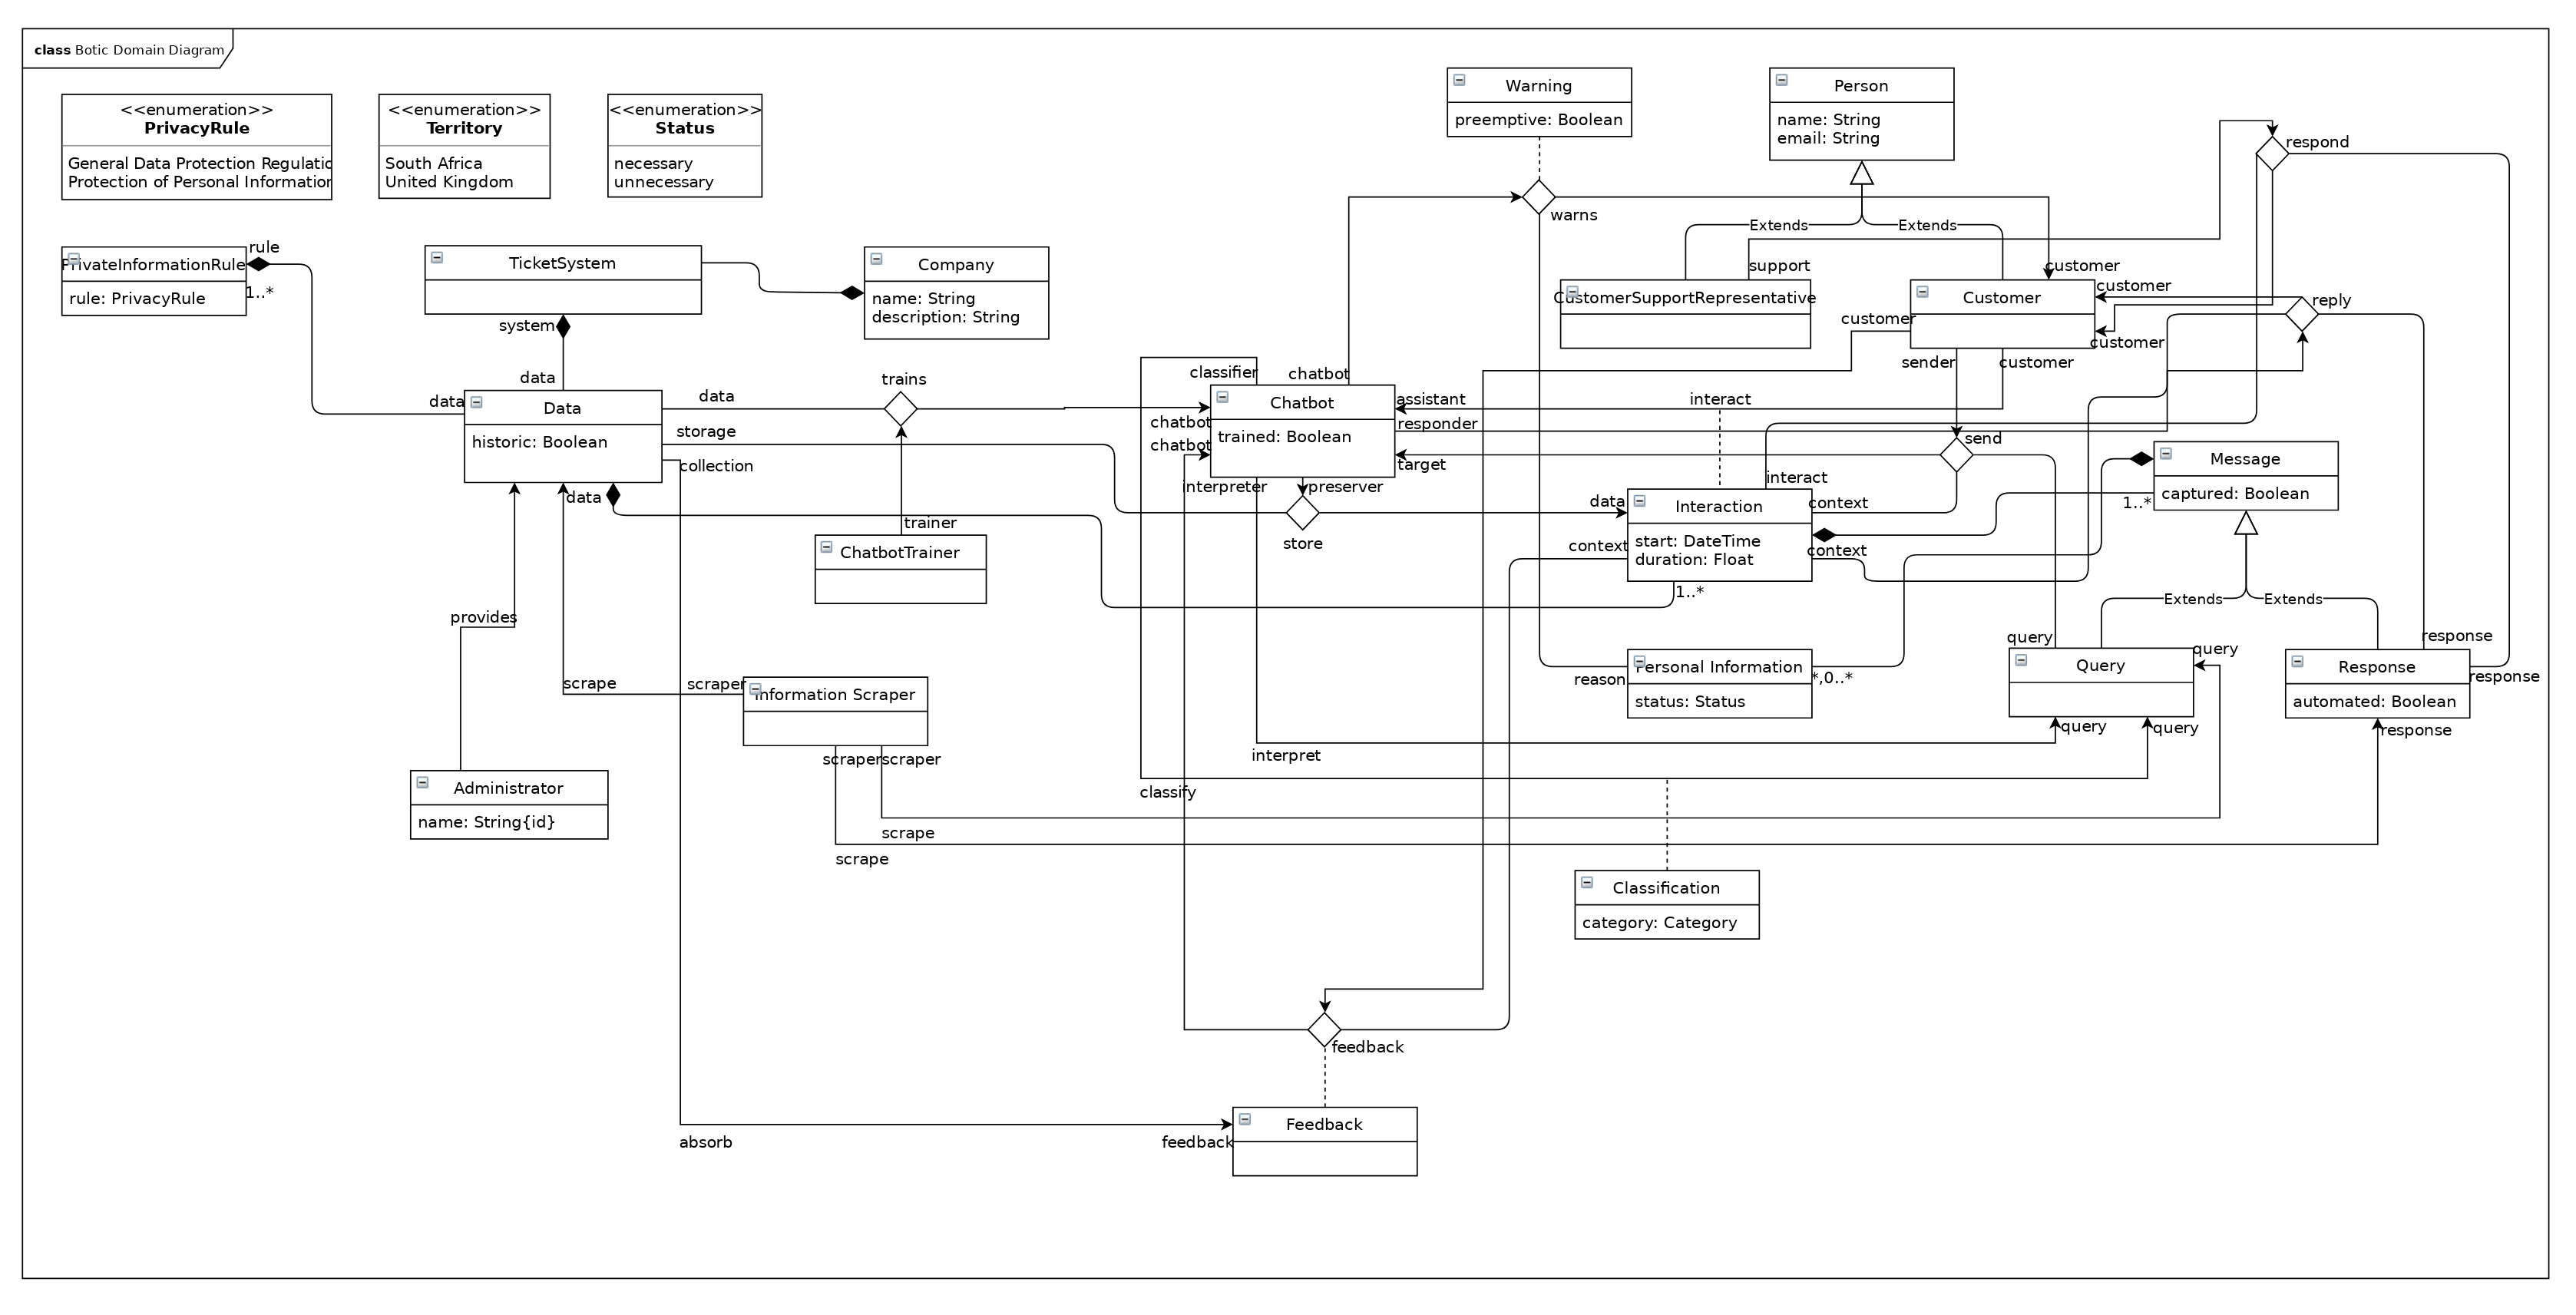 class Botic Domain Diagram
<<enumeration>>
PrivacyRule
General Data Protection Regulatio
Protection of Personal Information
<<enumeration>>
Territory
South Africa
United Kingdom
<<enumeration>>
Status
necessary
unnecessary
Warning
preemptive: Boolean
Person
name: String
email: String
respond
warns
Extends
Extends
rule
PrivateInformationRule
1..*
rule: PrivacyRule
TicketSystem
system
Company
name: String
description: String
support
CustomerSupportRepresentative
customer
Customer
customer
reply
customer
customer
sender
customer
data
data
Data
historic: Boolean
data
trains
storage
collection
data
classifier
chatbot
Chatbot
trained: Boolean
chatbot
chatbot
assistant
responder
target
interact
interpreter
preserver
store
send
interact
Message
captured: Boolean
1..*
trainer
ChatbotTrainer
data
Interaction
start: DateTime
duration: Float
context
context
context
1..*
Extends
Extends
provides
scrape
scraper
Information Scraper
scraper
scraper
reason
Personal Information
status: Status
*,0..*
query
Query
query
query
query
response
Response
automated: Boolean
response
response
interpret
classify
Administrator
name: String{id}
scrape
scrape
Classification
category: Category
feedback
absorb
feedback
Feedback